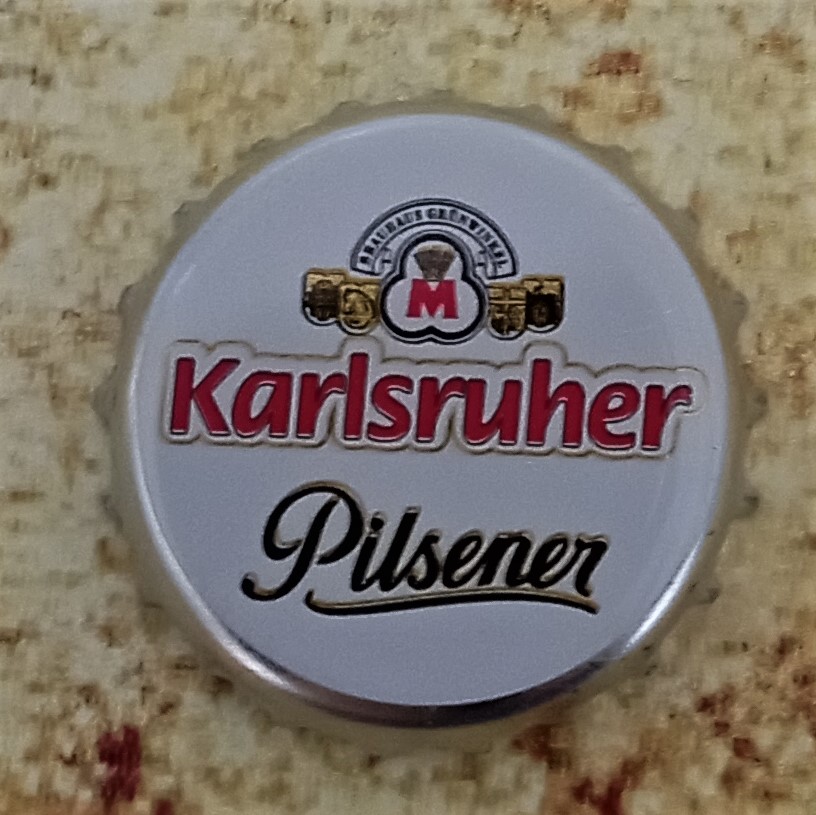 BRAUHAUS GRÜNWINKEL
M
Karlsruher
Pilsener